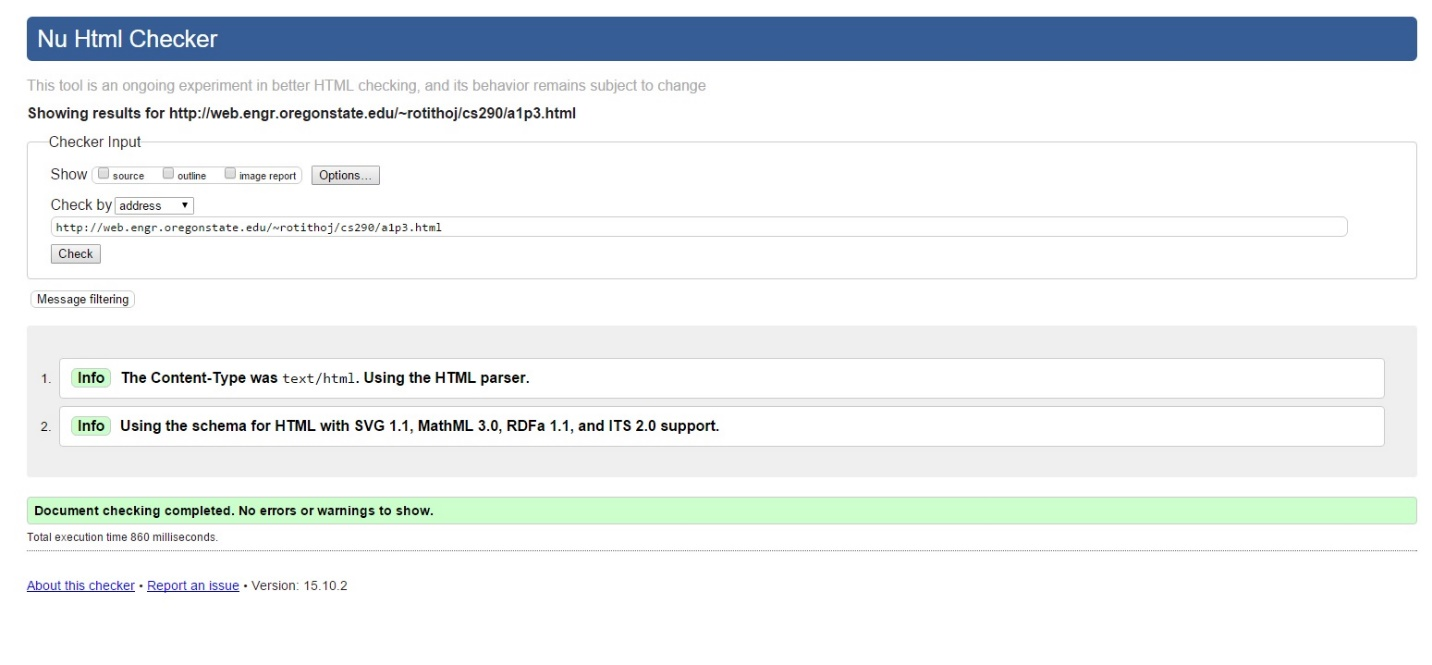 Nu Html Checker
This tool is an ongoing experiment in better HTML checking, and its behavior remains subject to change
Showing results for http://web.engr.oregonstate.edu/~rotithoj/cs290/a1p3.html
Checker Input
Show source outline image report Options...
Check by address
http://web.engr.oregonstate.edu/~rotithoj/cs290/a1p3.html
Check
Message filtering
1. Info The Content-Type was text/html. Using the HTML parser.
2. Info Using the schema for HTML with SVG 1.1, MathML 3.0, RDFa 1.1, and ITS 2.0 support.
Document checking completed. No errors or warnings to show.
Total execution time 860 milliseconds.
About this checker • Report an issue • Version: 15.10.2